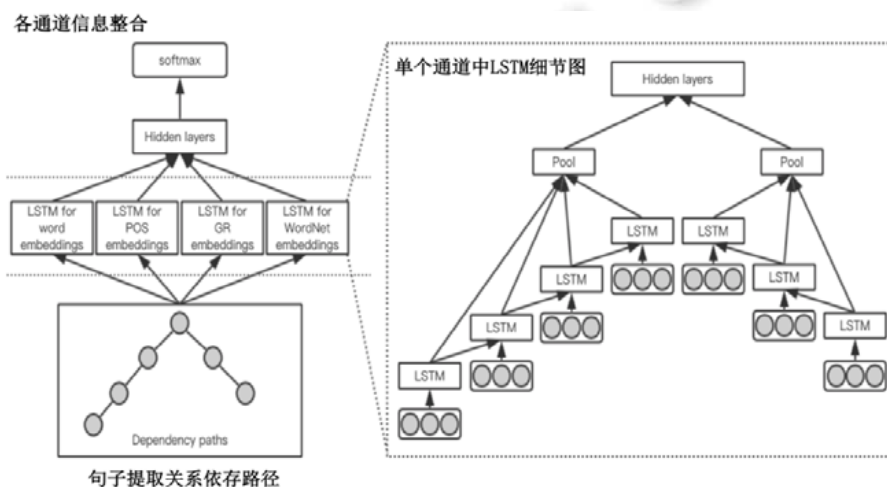 各通道信息整合
softmax
Hidden layers
LSTM for
word
embeddings
LSTM for
POS
embeddings
LSTM for
GR
embeddings
LSTM for
WordNet
embeddings
Dependency paths
句子提取关系依存路径
单个通道中LSTM细节图
Hidden layers
Pool
Pool
LSTM
LSTM
LSTM
LSTM
LSTM
LSTM
LSTM